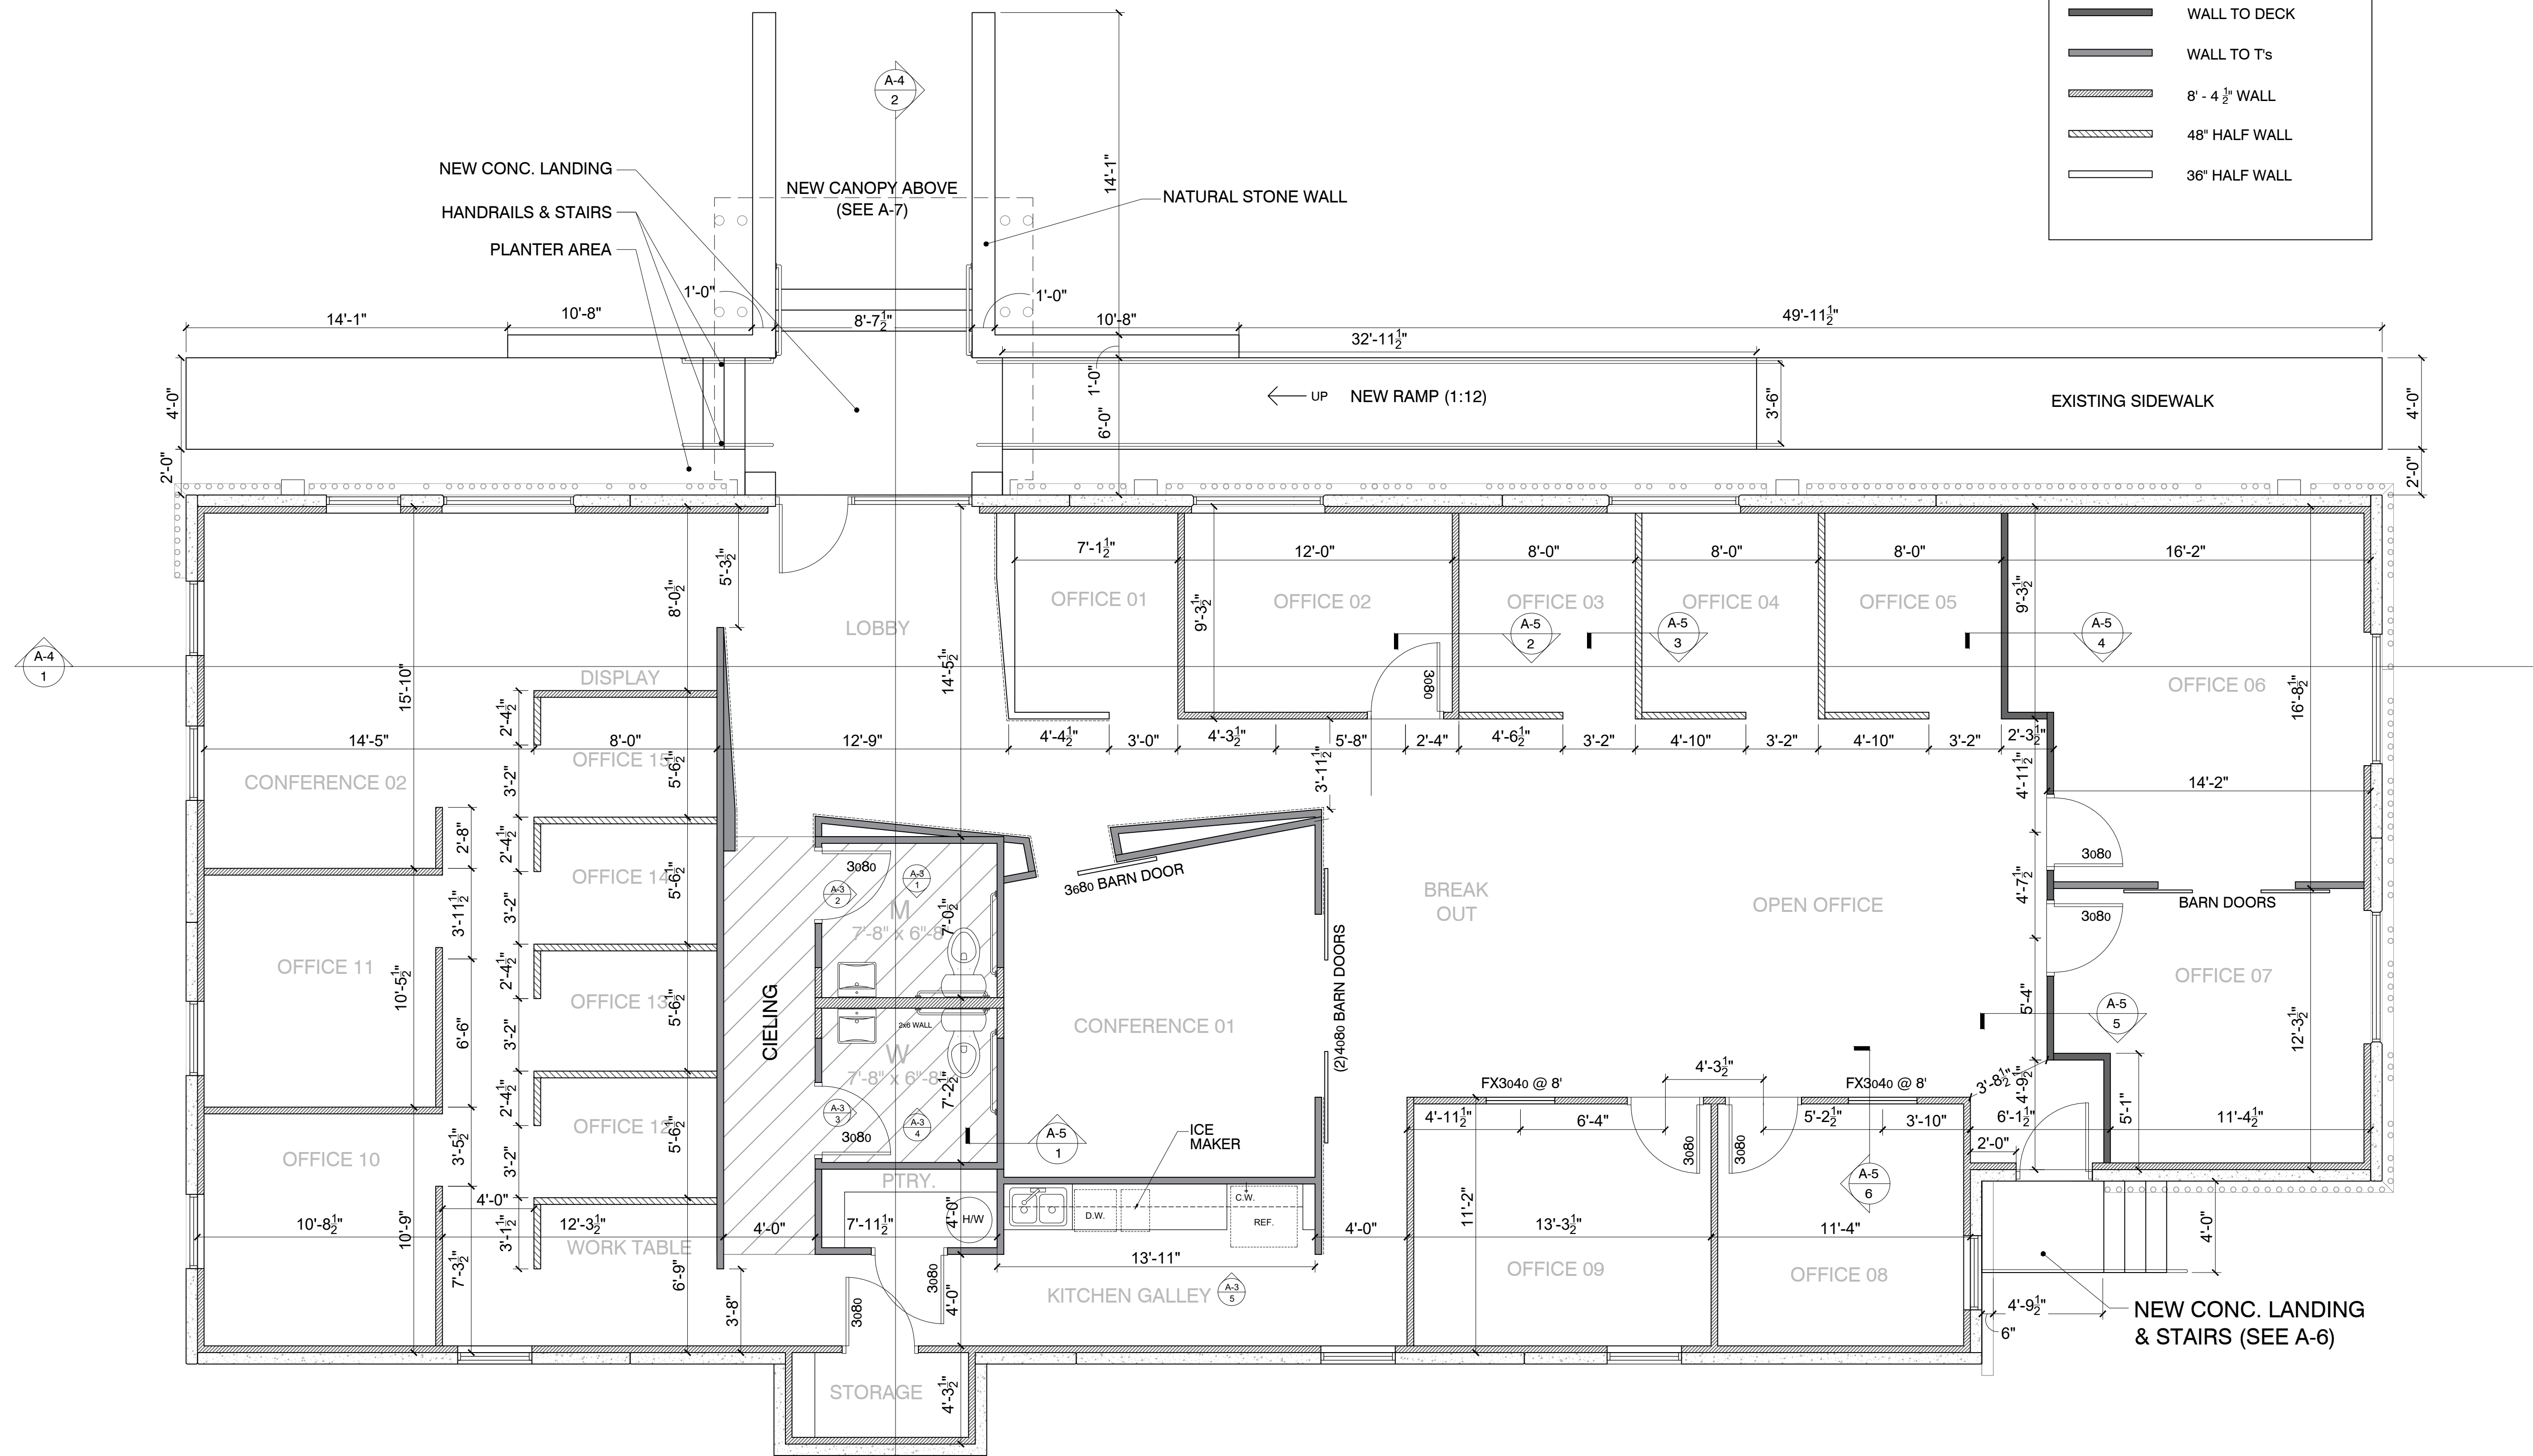 WALL TO DECK
WALL TO T's
8' - 4 1/2" WALL
48" HALF WALL
36" HALF WALL
A-4
2
NEW CONC. LANDING
HANDRAILS & STAIRS
PLANTER AREA
NEW CANOPY ABOVE
(SEE A-7)
NATURAL STONE WALL
14'-1"
1'-0"
1'-0"
14'-1"
10'-8"
8'-7 1/2"
10'-8"
49'-11 1/2"
32'-11 1/2"
4'-0"
2'-0"
1'-0"
6'-0"
UP
NEW RAMP (1:12)
3'-6"
EXISTING SIDEWALK
4'-0"
2'-0"
5'-3 1/2"
8'-0 1/2"
7'-1 1/2"
12'-0"
8'-0"
8'-0"
8'-0"
16'-2"
OFFICE 01
9'-3 1/2"
OFFICE 02
OFFICE 03
OFFICE 04
OFFICE 05
9'-3 1/2"
LOBBY
A-5
2
A-5
3
A-5
4
A-4
1
DISPLAY
15'-10"
14'-5 1/2"
3080
OFFICE 06
16'-8 1/2"
2'-4 1/2"
14'-5"
8'-0"
12'-9"
4'-4 1/2"
3'-0"
4'-3 1/2"
5'-8"
2'-4"
4'-6 1/2"
3'-2"
4'-10"
3'-2"
4'-10"
3'-2"
2'-3 1/2"
OFFICE 15
5'-6 1/2"
3'-2"
CONFERENCE 02
3'-11 1/2"
4'-11 1/2"
14'-2"
2'-8"
2'-4 1/2"
OFFICE 14
5'-6 1/2"
3'-2"
3'-11 1/2"
3080
A-3
1
A-3
2
M
7'-8" x 6"-8"
7'-0 1/2"
3680 BARN DOOR
BREAK
OUT
OPEN OFFICE
4'-7 1/2"
3080
BARN DOORS
3080
OFFICE 11
10'-5 1/2"
2'-4 1/2"
OFFICE 13
5'-6 1/2"
6'-6"
3'-2"
CIELING
2x6 WALL
W
7'-8" x 6"-8"
7'-2 1/2"
CONFERENCE 01
(2)4080 BARN DOORS
5'-4"
OFFICE 07
A-5
5
12'-3 1/2"
2'-4 1/2"
OFFICE 12
5'-6 1/2"
3'-5 1/2"
3'-2"
A-3
3
A-3
4
3080
A-5
1
ICE
MAKER
FX3040 @ 8'
4'-3 1/2"
FX3040 @ 8'
3'-8 1/2"
4'-9 1/2"
4'-11 1/2"
6'-4"
5'-2 1/2"
3'-10"
6'-1 1/2"
5'-1"
11'-4 1/2"
3080
3080
2'-0"
OFFICE 10
PTRY.
A-5
6
4'-0"
10'-8 1/2"
10'-9"
3'-1 1/2"
12'-3 1/2"
4'-0"
7'-11 1/2"
4'-0"
H/W
D.W.
C.W.
REF.
4'-0"
11'-2"
13'-3 1/2"
11'-4"
4'-0"
WORK TABLE
7'-3 1/2"
6'-9"
13'-11"
3'-8"
3080
3080
4'-0"
KITCHEN GALLEY
A-3
5
OFFICE 09
OFFICE 08
4'-9 1/2"
6"
NEW CONC. LANDING
& STAIRS (SEE A-6)
STORAGE
4'-3 1/2"